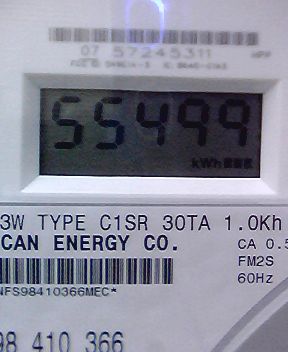 07 57245311
55499
kWh
3W TYPE C1SR 30TA 1.0Kh
CAN ENERGY CO.
CA 0.5
FM2S
60Hz
NFS98410366MEC*
98 410 366